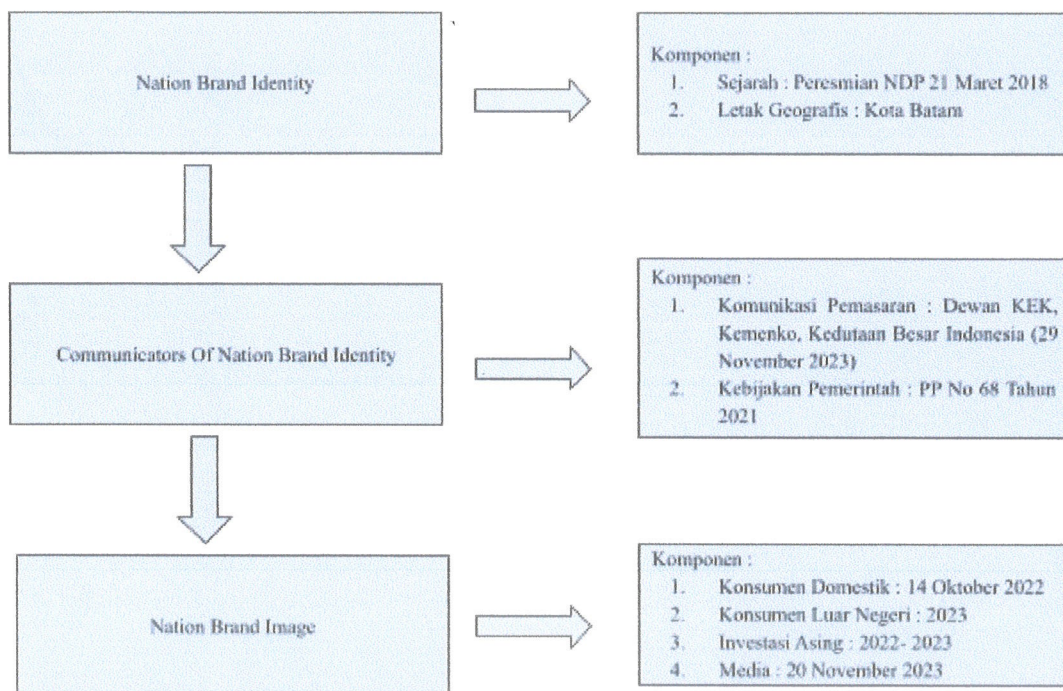 Nation Brand Identity
Komponen :
1. Sejarah : Peresmian NDP 21 Maret 2018
2. Letak Geografis : Kota Batam
Communicators Of Nation Brand Identity
Komponen :
1. Komunikasi Pemasaran : Dewan KEK,
Kemenko, Kedutaan Besar Indonesia (29
November 2023)
2. Kebijakan Pemerintah : PP No 68 Tahun
2021
Nation Brand Image
Komponen :
1. Konsumen Domestik : 14 Oktober 2022
2. Konsumen Luar Negeri : 2023
3. Investasi Asing : 2022- 2023
4. Media : 20 November 2023